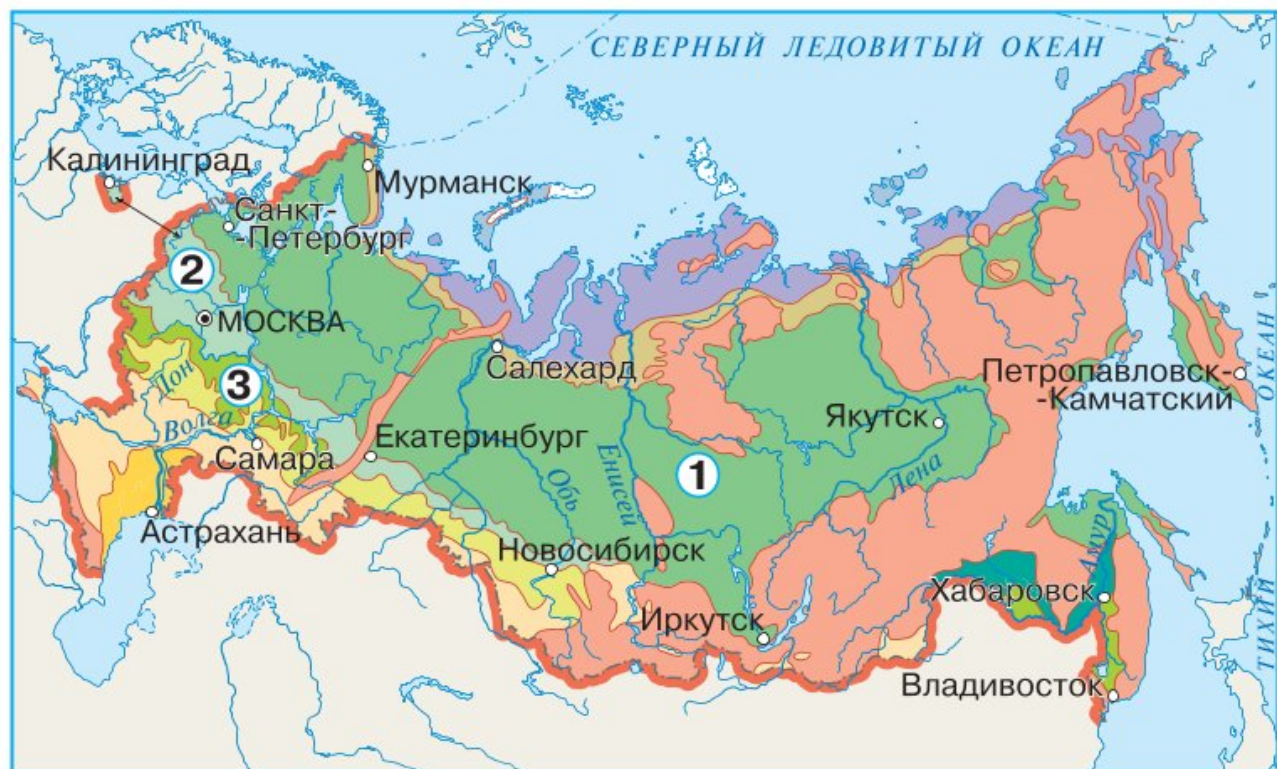 СЕВЕРНЫЙ ЛЕДОВИТЫЙ ОКЕАН
Калининград
Мурманск
Санкт-
-Петербург
2
МОСКВА
Салехард
Петропавловск-
-Камчатский
ТИХИЙ ОКЕАН
Дон
3
Волга
Якутск
Самара
Екатеринбург
Обь
Енисей
1
Лена
Астрахань
Новосибирск
Амур
Хабаровск
Иркутск
Владивосток